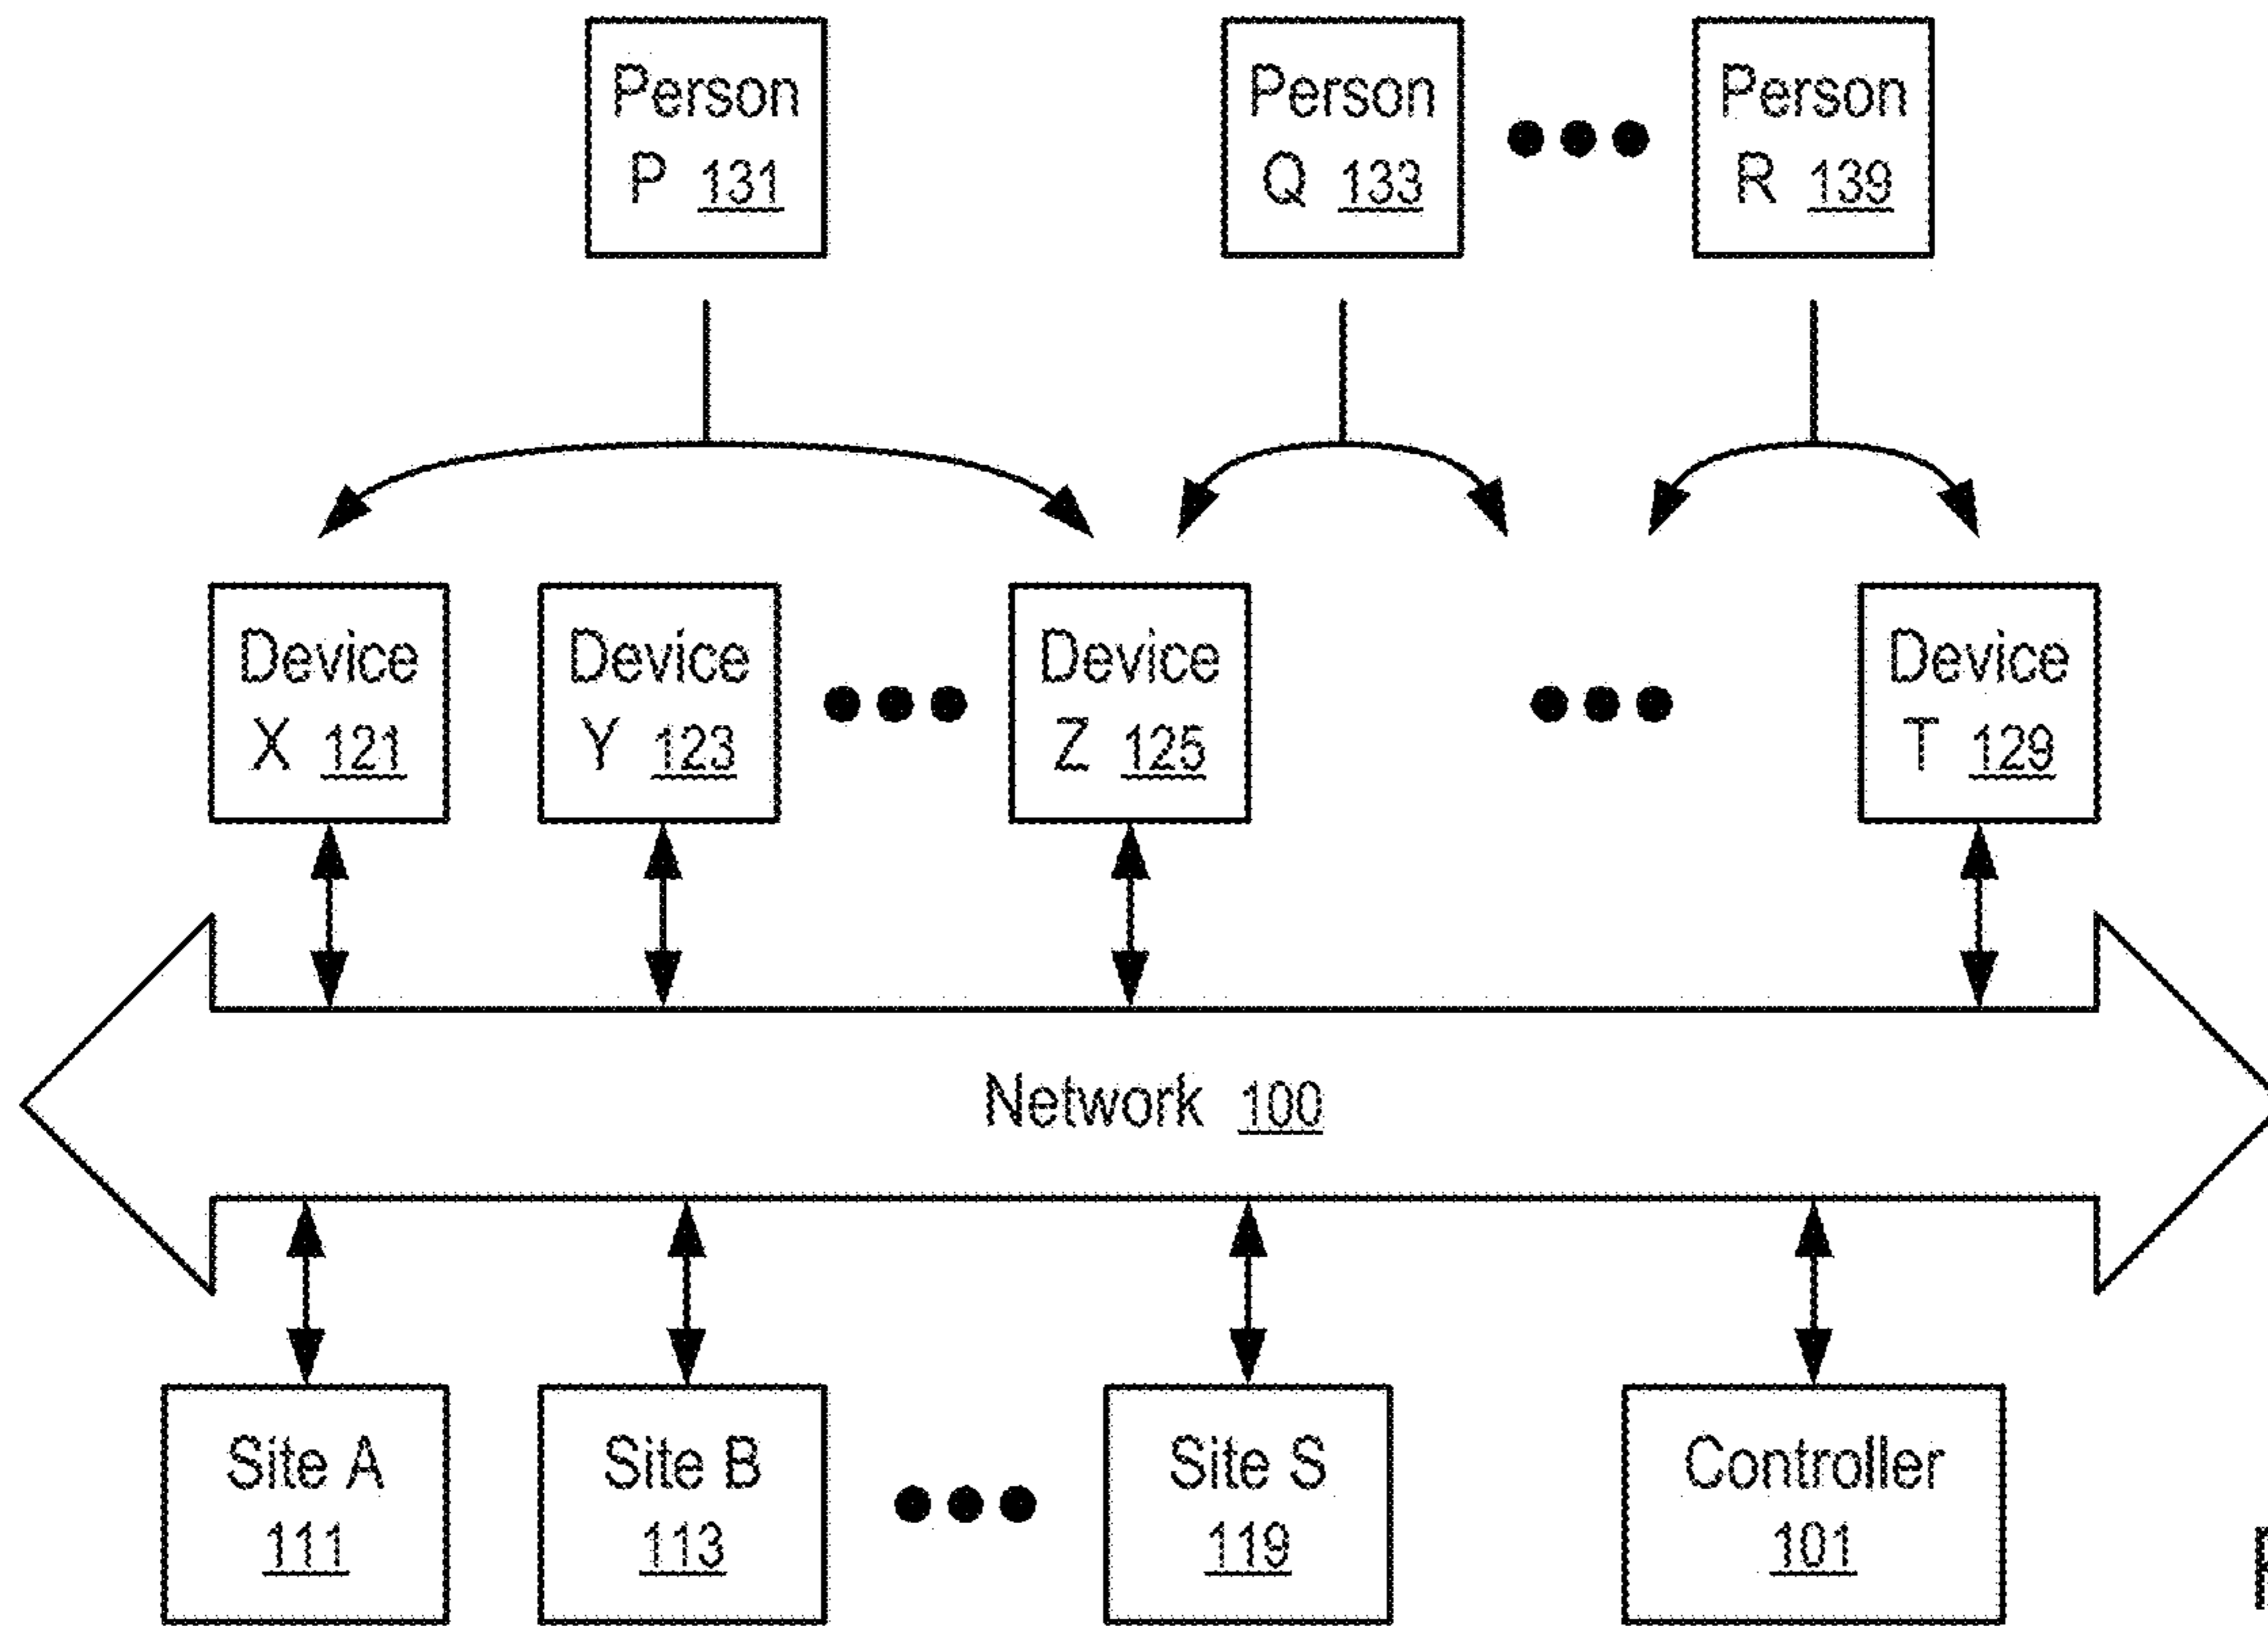 Person
P 131
Person
Q 133
Person
R 139
Device
X 121
Device
Y 123
Device
Z 125
Device
T 129
Network 100
Site A
111
Site B
113
Site S
119
Controller
101